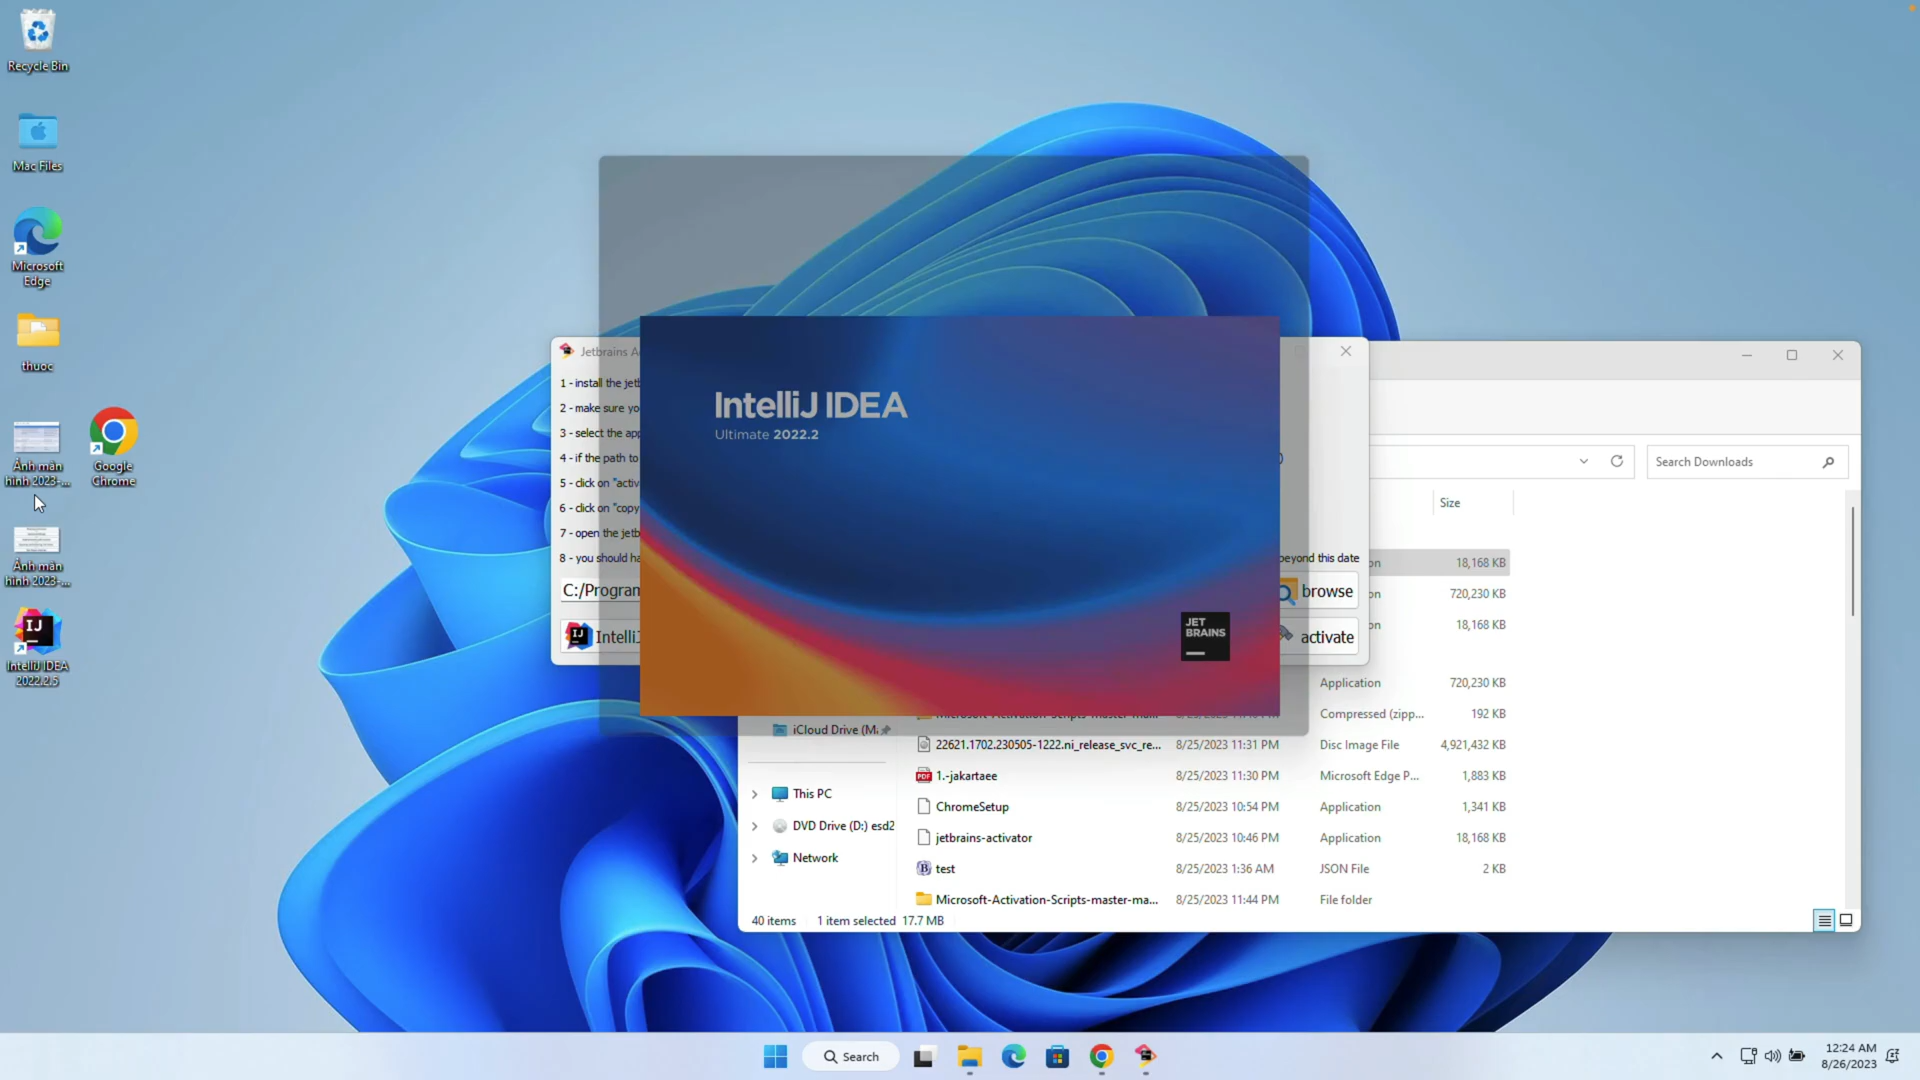 Recycle Bin
Mac Files
Microsoft
Edge
thuoc
Ảnh màn
hình 2023-...
Google
Chrome
Ảnh màn
hình 2023-...
IJ
IntelliJ IDEA
2022.2.5
Jetbrains A
1 - install the jetb
2 - make sure yo
3 - select the app
4 - if the path to
5 - click on "activ
6 - click on "copy
7 - open the jetb
8 - you should ha
beyond this date
C:/Program
browse
IJ IntelliJ
activate
IntelliJ IDEA
Ultimate 2022.2
JET
BRAINS
Search Downloads
Size
on 18,168 KB
on 720,230 KB
on 18,168 KB
Application 720,230 KB
Microsoft-Activation-Scripts-master-ma... Compressed (zipp... 192 KB
iCloud Drive (Ma
22621.1702.230505-1222.ni_release_svc_re... 8/25/2023 11:31 PM Disc Image File 4,921,432 KB
1.-jakartaee 8/25/2023 11:30 PM Microsoft Edge P... 1,883 KB
This PC
ChromeSetup 8/25/2023 10:54 PM Application 1,341 KB
DVD Drive (D:) esd2
jetbrains-activator 8/25/2023 10:46 PM Application 18,168 KB
Network
test 8/25/2023 1:36 AM JSON File 2 KB
Microsoft-Activation-Scripts-master-ma... 8/25/2023 11:44 PM File folder
40 items 1 item selected 17.7 MB
Search
12:24 AM
8/26/2023